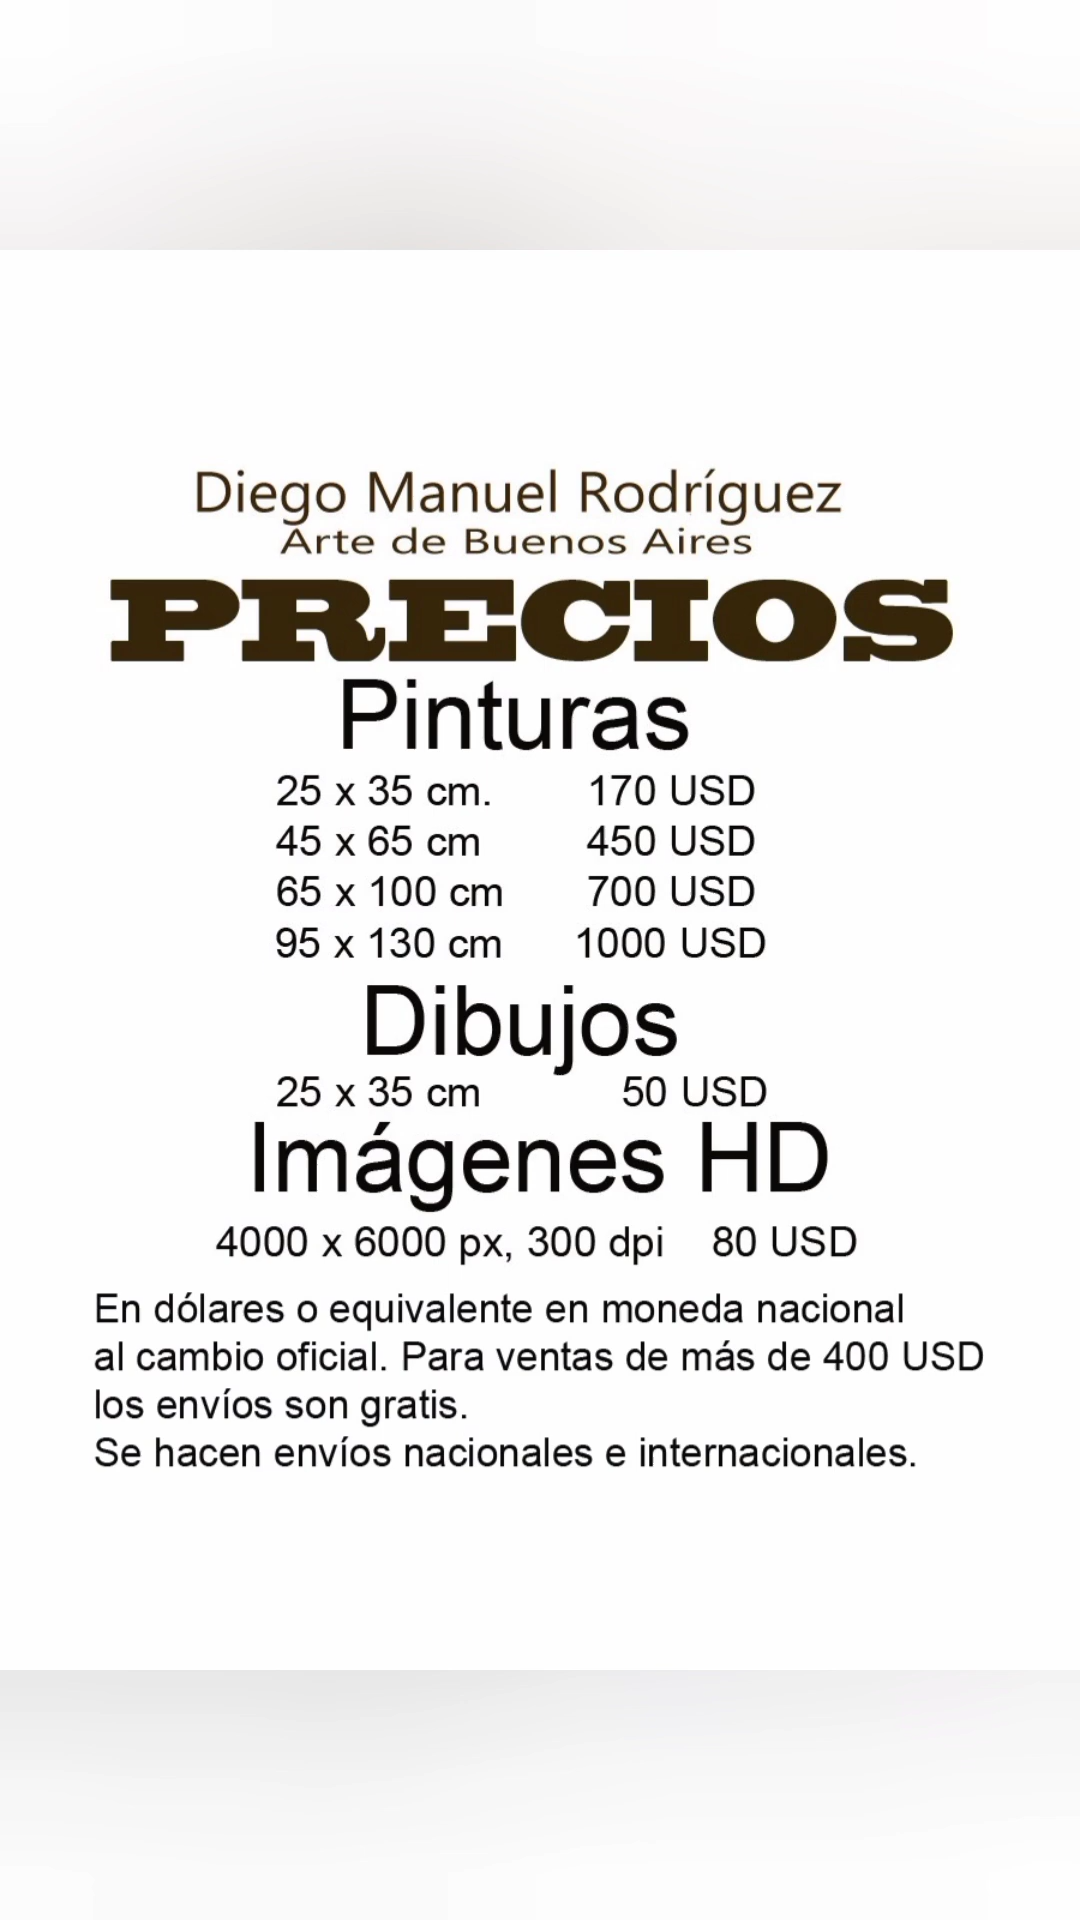 Diego Manuel Rodríguez
Arte de Buenos Aires
PRECIOS
Pinturas
25 x 35 cm. 170 USD
45 x 65 cm 450 USD
65 x 100 cm 700 USD
95 x 130 cm 1000 USD
Dibujos
25 x 35 cm 50 USD
Imágenes HD
4000 x 6000 px, 300 dpi 80 USD
En dólares o equivalente en moneda nacional
al cambio oficial. Para ventas de más de 400 USD
los envíos son gratis.
Se hacen envíos nacionales e internacionales.